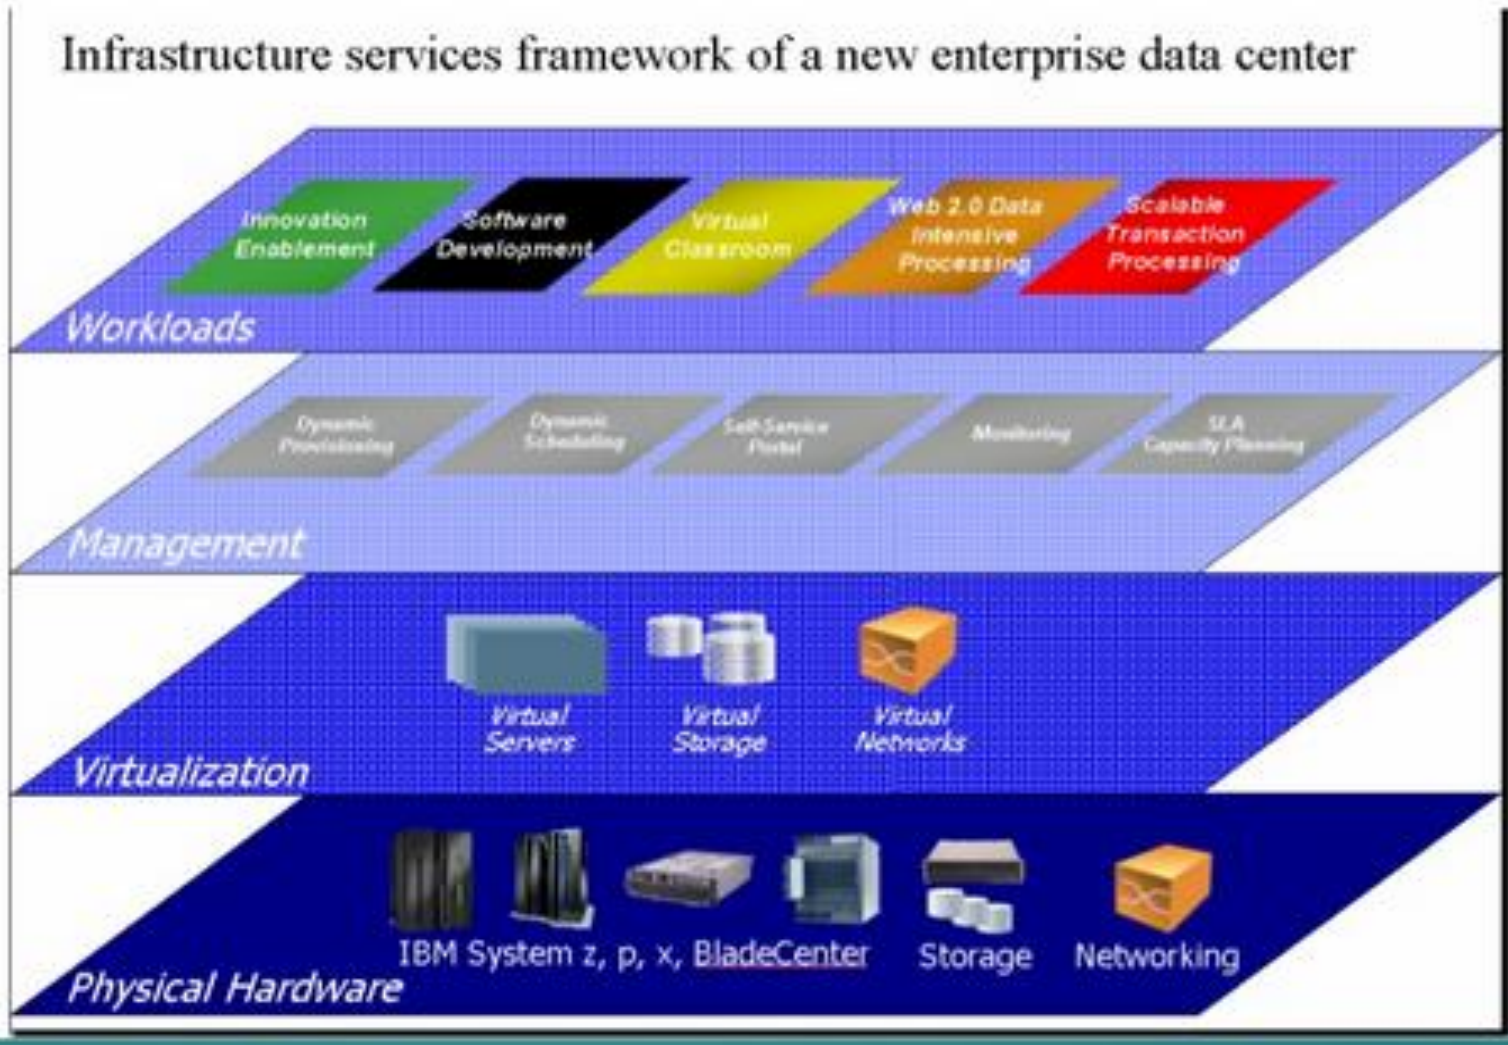 Infrastructure services framework of a new enterprise data center
Innovation
Enablement
Software
Development
Virtual
Classroom
Web 2.0 Data
Intensive
Processing
Scalable
Transaction
Processing
Workloads
Dynamic
Provisioning
Dynamic
Scheduling
Self-Service
Portal
Monitoring
SLA
Capacity Planning
Management
Virtual
Servers
Virtual
Storage
Virtual
Networks
Virtualization
IBM System z, p, x, BladeCenter
Storage
Networking
Physical Hardware